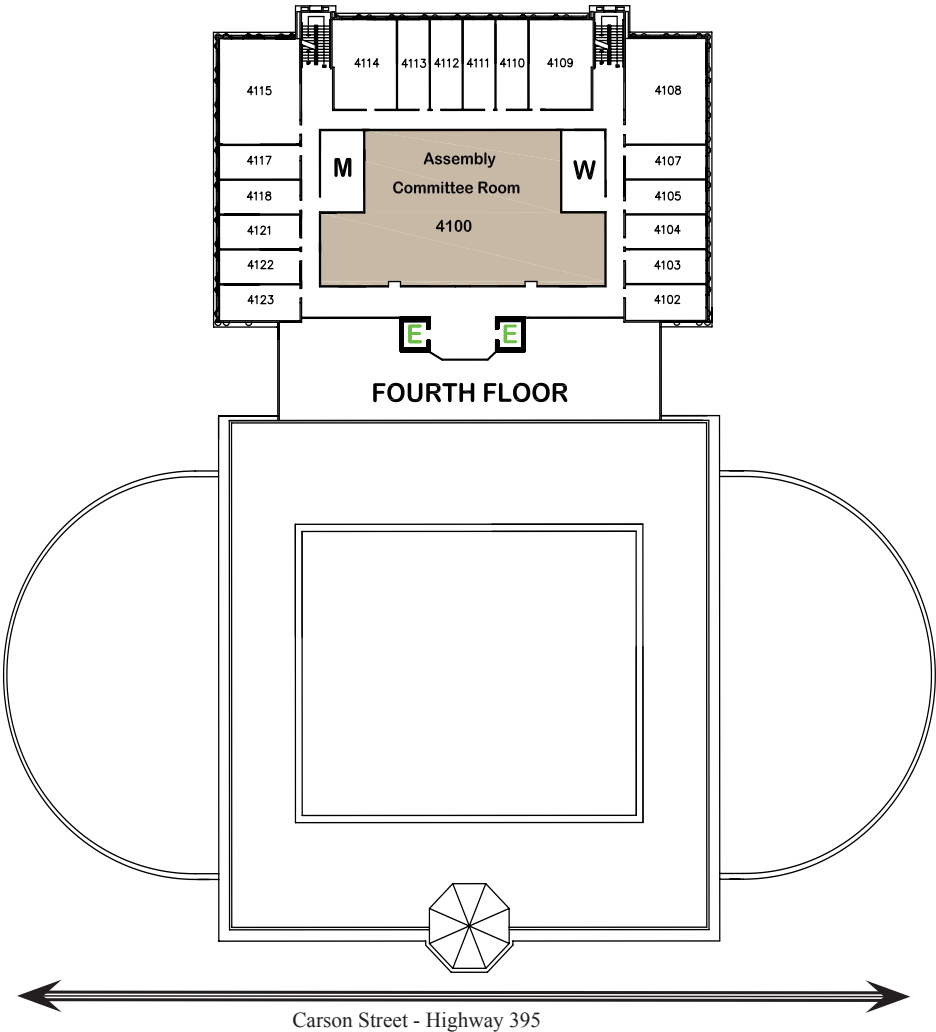 4114 4113 4112 4111 4110 4109
4115 4108
Assembly
M W
4117 4107
Committee Room
4118 4105
4100
4121 4104
4122 4103
4123 4102
E E
FOURTH FLOOR
Carson Street - Highway 395